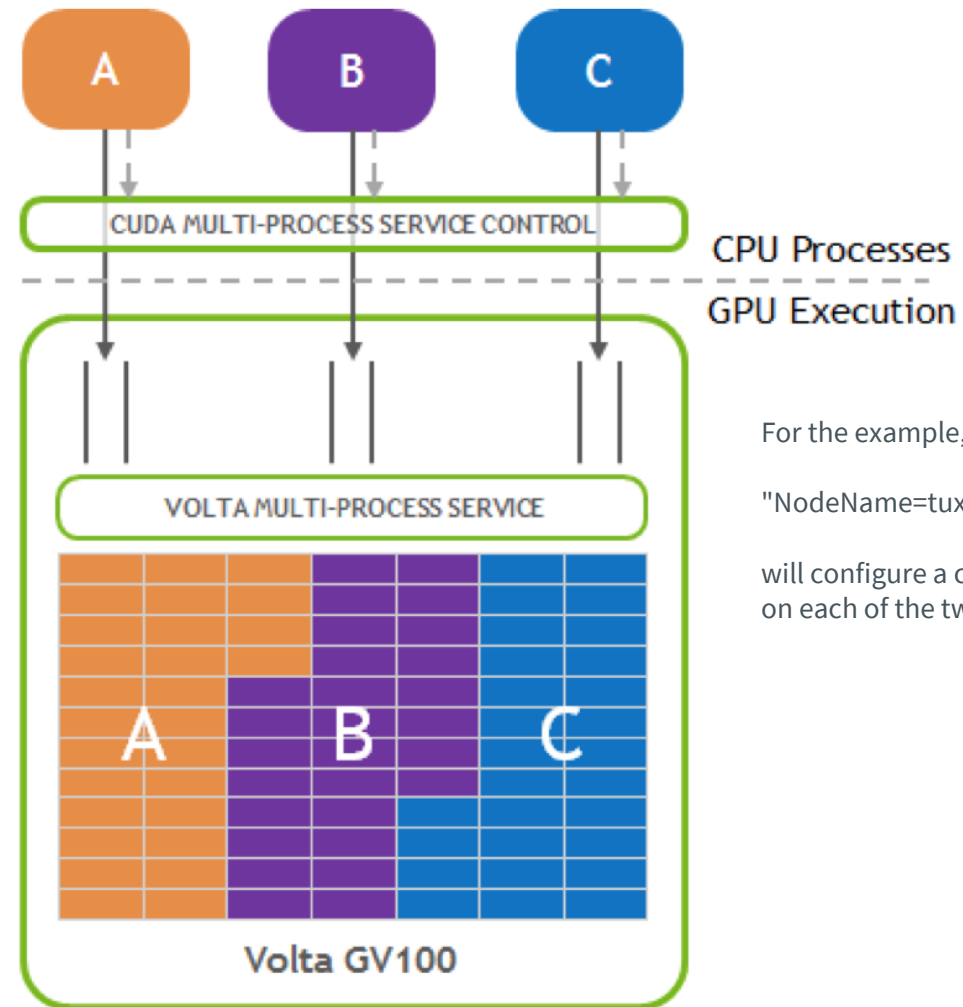 A
B
C
CUDA MULTI-PROCESS SERVICE CONTROL
CPU Processes
GPU Execution
For the example,
"NodeName=tux
will configure a
on each of the tw
VOLTA MULTI-PROCESS SERVICE
A
B
C
Volta GV100